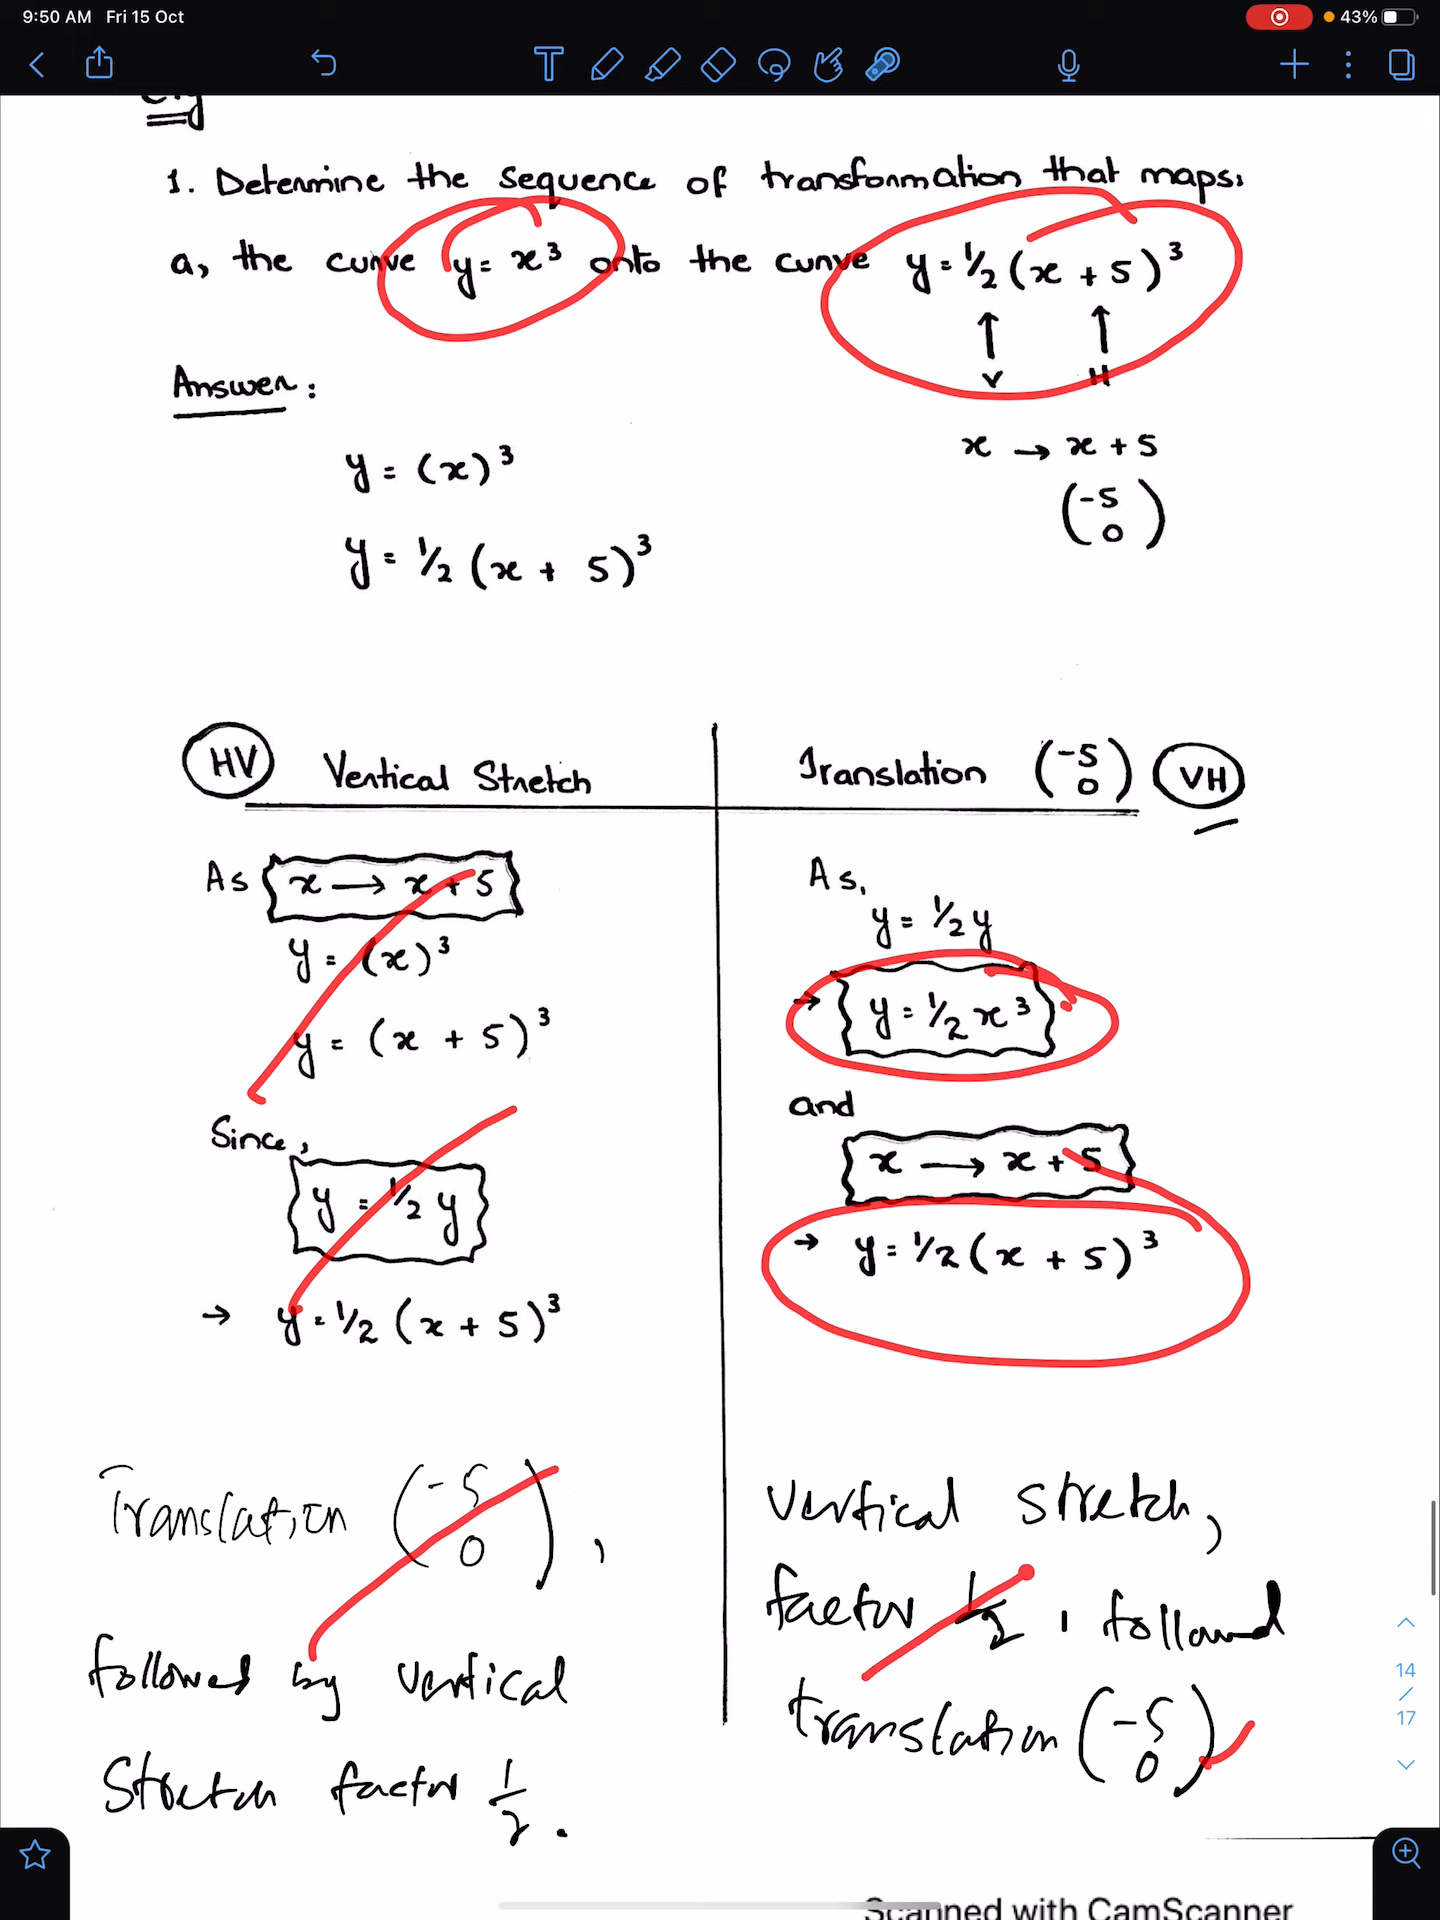 9:50 AM Fri 15 Oct
43%
e.g
1. Determine the sequence of transformation that maps:
a, the curve y = x³ onto the curve y = ½ (x + 5)³
V H
Answer:
x → x + 5
y = (x)³
(-5
0)
y = ½ (x + 5)³
HV Vertical Stretch
As x → x + 5
y = (x)³
y = (x + 5)³
Since,
y = ½ y
→ y = ½ (x + 5)³
Translation (-5
0),
followed by vertical
stretch factor ½.
Translation (-5
0) VH
As,
y = ½ y
→ y = ½ x³
and
x → x + 5
→ y = ½ (x + 5)³
vertical stretch,
factor ½, followed
translation (-5
0)
14
/
17
Scanned with CamScanner